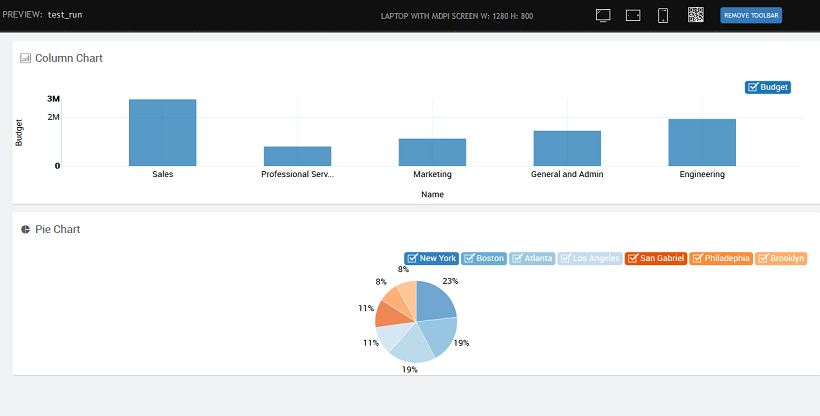 PREVIEW: test_run
LAPTOP WITH MDPI SCREEN W: 1280 H: 800
REMOVE TOOLBAR
Column Chart
Budget
3M
2M
0
Budget
Sales
Professional Serv...
Marketing
General and Admin
Engineering
Name
Pie Chart
New York
Boston
Atlanta
Los Angeles
San Gabriel
Philadephia
Brooklyn
8%
23%
8%
11%
11%
19%
19%